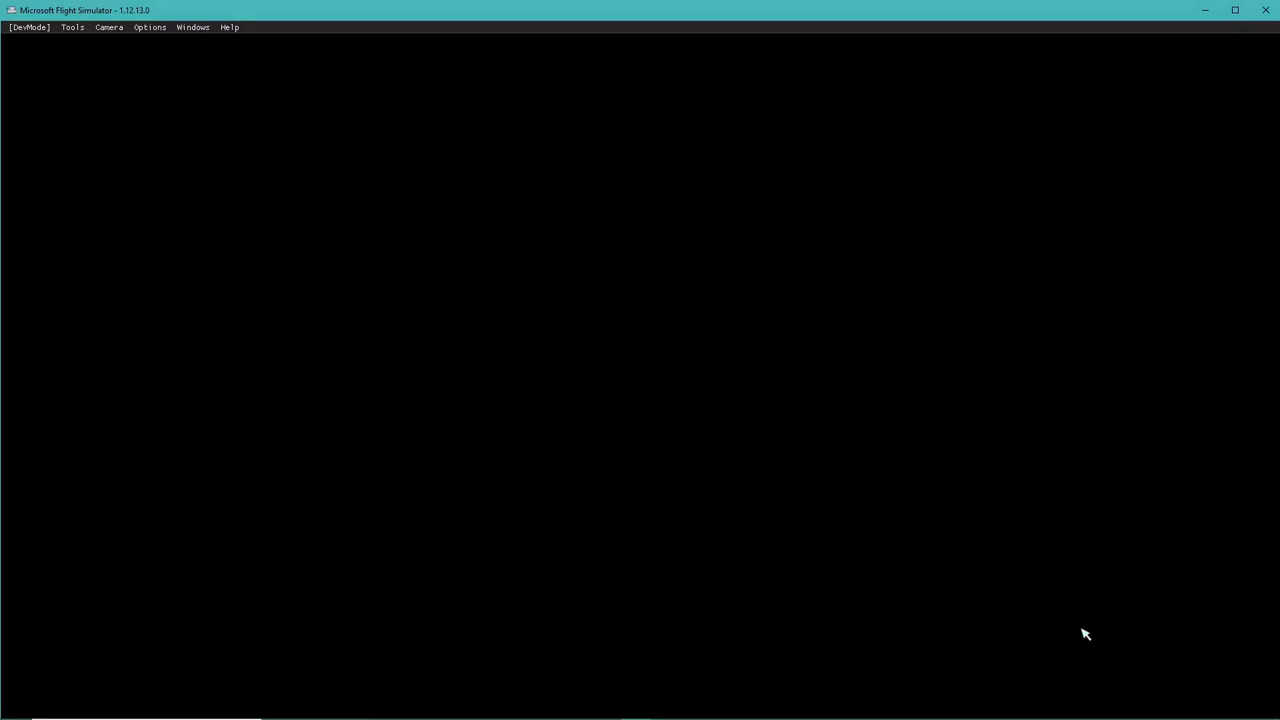 Microsoft Flight Simulator - 1.12.13.0
[DevMode] Tools Camera Options Windows Help